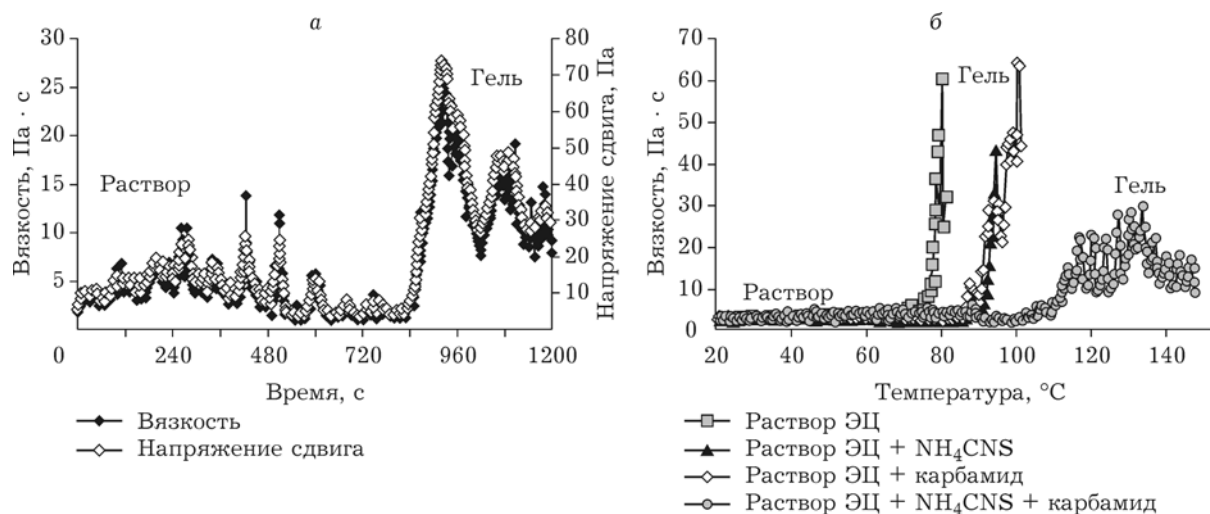 а
Вязкость, Па · с
30
25
20
15
10
5
0
Раствор
Гель
80
70
60
50
40
30
20
10
Напряжение сдвига, Па
0 240 480 720 960 1200
Время, с
Вязкость
Напряжение сдвига
б
Вязкость, Па · с
70
60
50
40
30
20
10
0
Гель
Гель
Раствор
20 40 60 80 100 120 140
Температура, °C
Раствор ЭЦ
Раствор ЭЦ + NH₄CNS
Раствор ЭЦ + карбамид
Раствор ЭЦ + NH₄CNS + карбамид